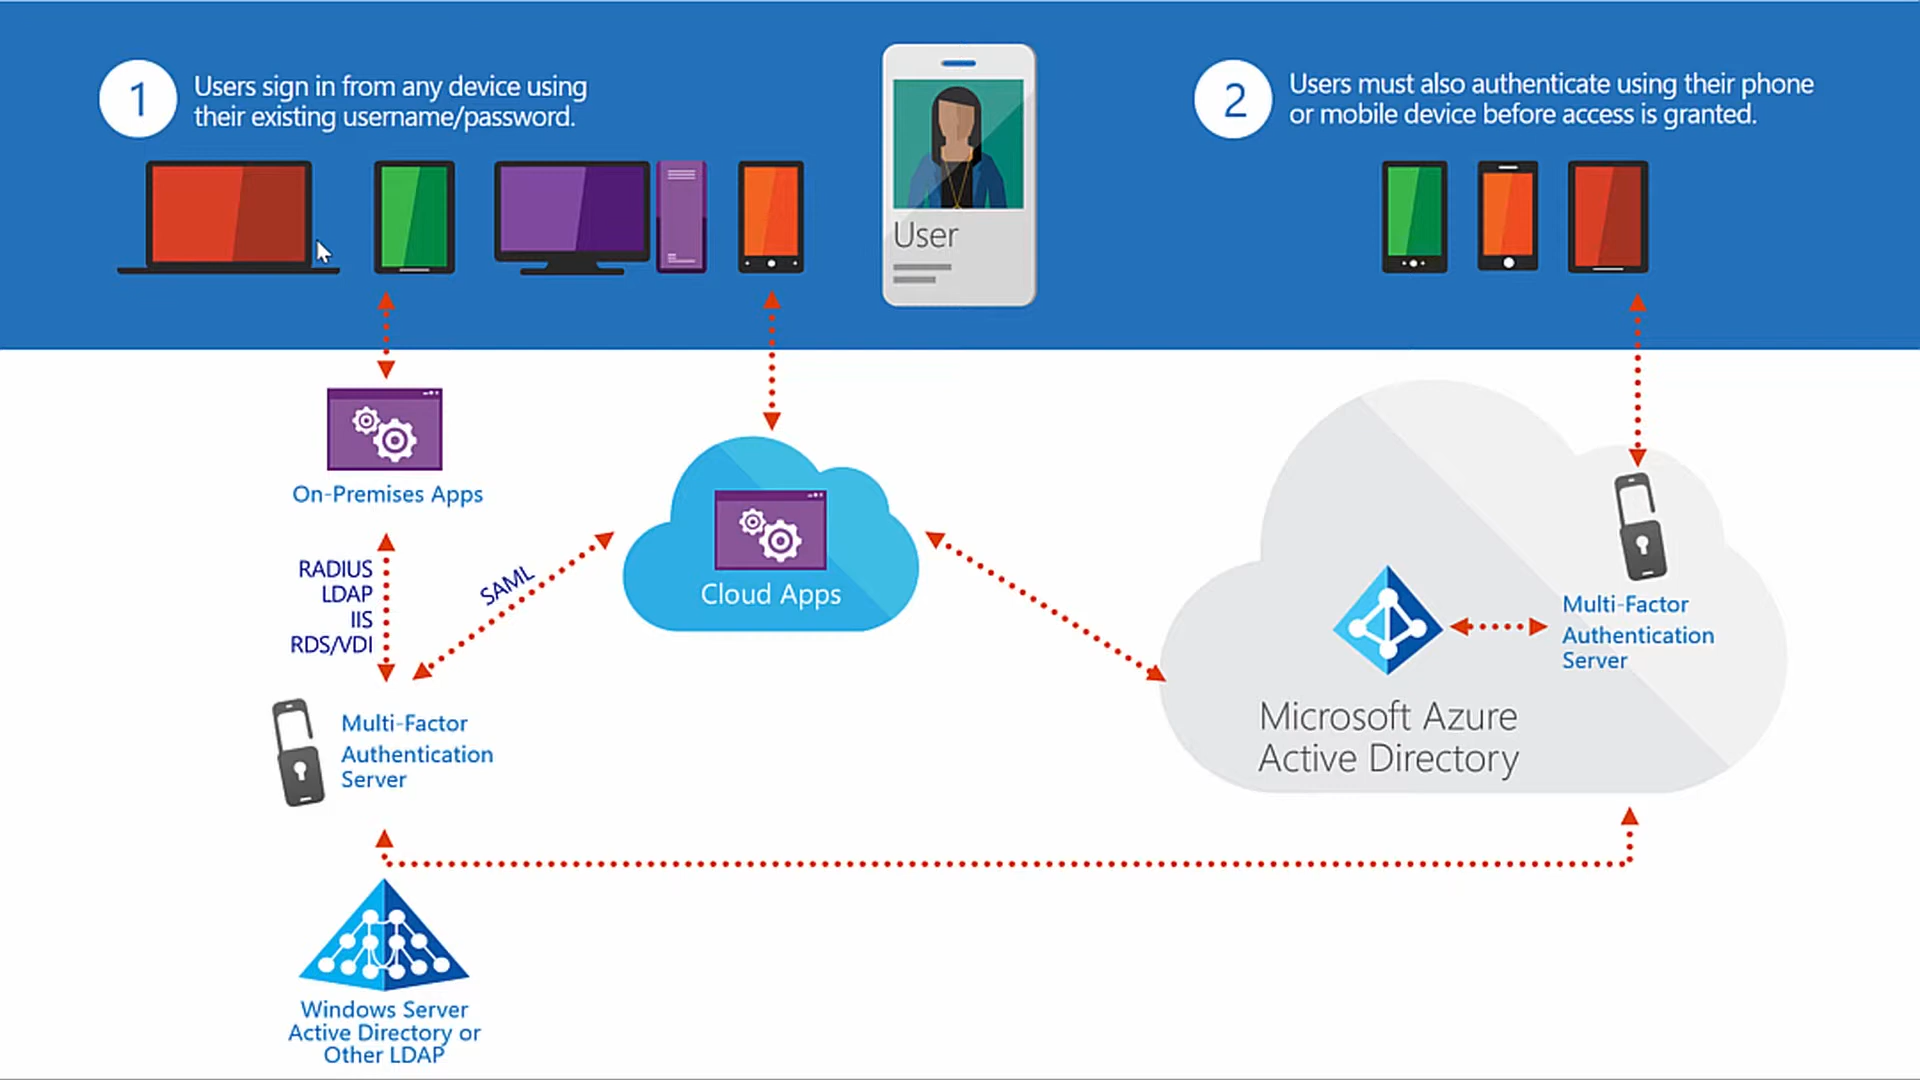 1
Users sign in from any device using
their existing username/password.
User
2
Users must also authenticate using their phone
or mobile device before access is granted.
On-Premises Apps
RADIUS
LDAP
IIS
RDS/VDI
SAML
Cloud Apps
Multi-Factor
Authentication
Server
Microsoft Azure
Active Directory
Multi-Factor
Authentication
Server
Windows Server
Active Directory or
Other LDAP